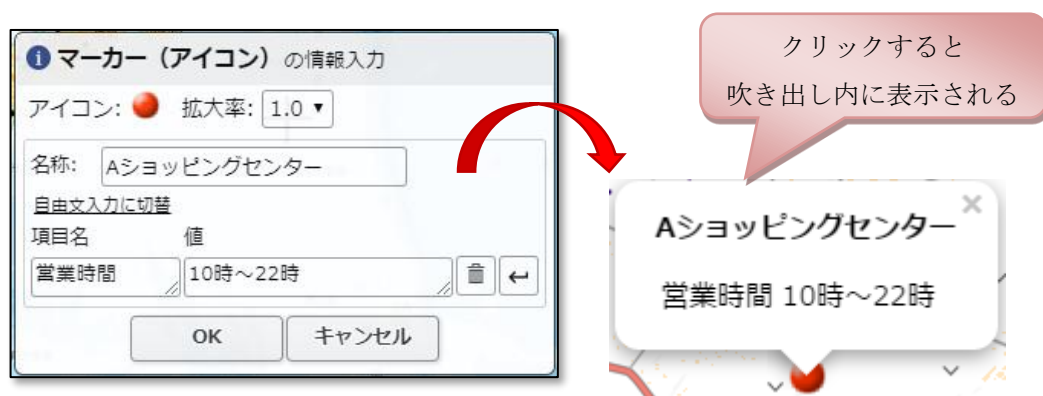 マーカー（アイコン）の情報入力
アイコン: 拡大率: 1.0
名称: Aショッピングセンター
自由文入力に切替
項目名 値
営業時間 10時～22時
OK キャンセル
クリックすると
吹き出し内に表示される
Aショッピングセンター ×
営業時間 10時～22時